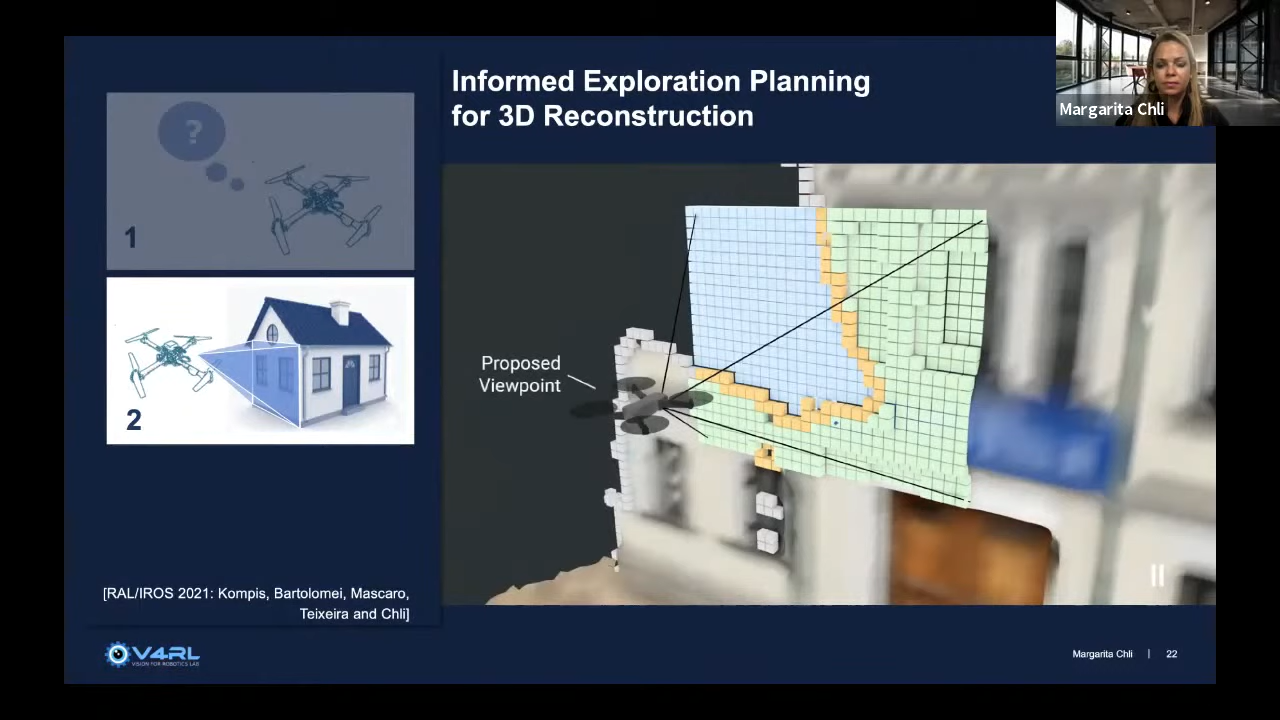 Informed Exploration Planning
for 3D Reconstruction
Margarita Chli
?
1
2
Proposed
Viewpoint
[RAL/IROS 2021: Kompis, Bartolomei, Mascaro,
Teixeira and Chli]
V4RL
VISION FOR ROBOTICS LAB
Margarita Chli | 22